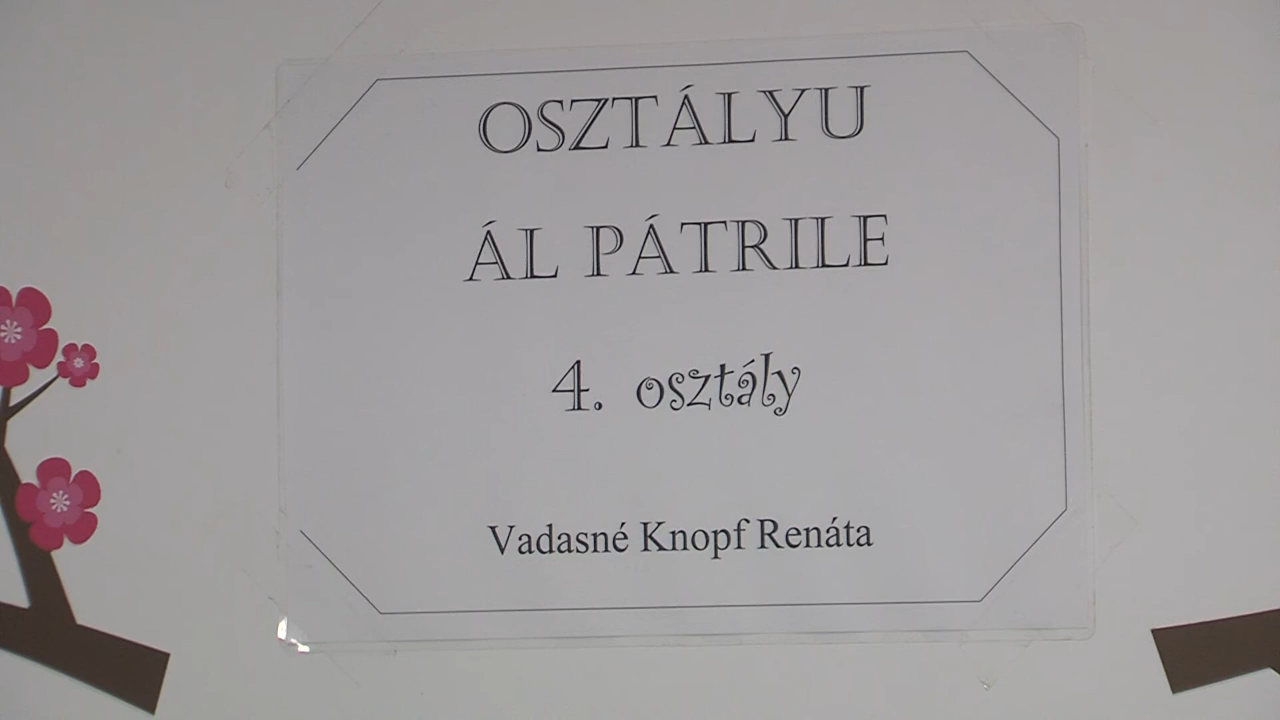 OSZTÁLYU
ÁL PÁTRILE
4. osztály
Vadasné Knopf Renáta